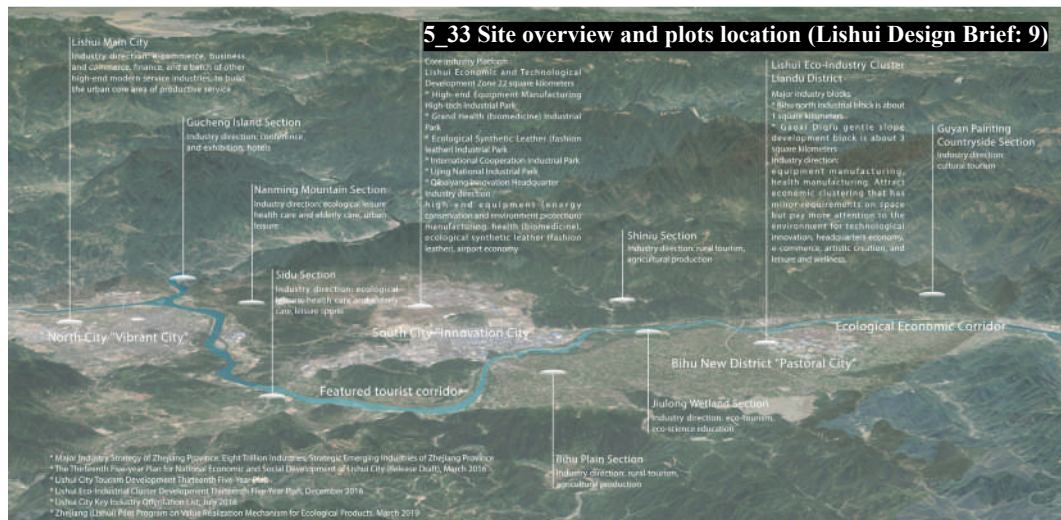 5_33 Site overview and plots location (Lishui Design Brief: 9)
Lishui Main City
Industry direction: e-commerce, business
and commerce, finance, and a batch of other
high-end modern service industries, to build
the urban core area of productive service
Gucheng Island Section
Industry direction: conference
and exhibition, hotels
Nanming Mountain Section
Industry direction: ecological leisure
health care and elderly care, urban
leisure
Sidu Section
Industry direction: ecological
leisure, health care and elderly
care, leisure sports
Core Industry Platform
Lishui Economic and Technological
Development Zone 22 square kilometers
* High-end Equipment Manufacturing
High-tech Industrial Park
* Grand health (biomedicine) Industrial
Park
* Ecological Synthetic Leather (fashion
leather) Industrial Park
* International Cooperation Industrial Park
* Ujing National Industrial Park
* Innovation Headquarter
Industry direction:
high-end equipment (energy
conservation and environment protection)
manufacturing, health (biomedicine),
ecological synthetic leather (fashion
leather, airport economy
Shiniu Section
Industry direction: rural tourism,
agricultural production
Lishui Eco-Industry Cluster
Liandu District
Major industry blocks
* Bihu north industrial block is about
1 square kilometers
* gentle slope
development block is about 3
square kilometers
Industry direction:
equipment manufacturing,
health manufacturing. Attract
economic clustering that has
minor requirements on space
but pay more attention to the
environment for technological
innovation, headquarters economy,
e-commerce, artistic creation, and
leisure and wellness.
Guyan Painting
Countryside Section
Industry direction:
cultural tourism
North City "Vibrant City"
South City "Innovation City"
Ecological Economic Corridor
Bihu New District "Pastoral City"
Featured tourist corridor
Jiulong Wetland Section
Industry direction: eco-tourism,
eco-science education
Bihu Plain Section
Industry direction: rural tourism,
agricultural production
* Major Industry Strategy of Zhejiang Province: Eight Trillion Industries, Strategic Emerging Industries of Zhejiang Province
* The Thirteenth Five-year Plan for National Economic and Social Development of Lishui City (Release Draft), March 2016
* Lishui City Tourism Development Thirteenth Five-Year Plan
* Lishui Eco-Industrial Cluster Development Thirteenth Five-Year Plan, December 2016
* Lishui City Key Industry Orientation List, July 2018
* Zhejiang (Lishui) Pilot Program on Value Realization Mechanism for Ecological Products, March 2019